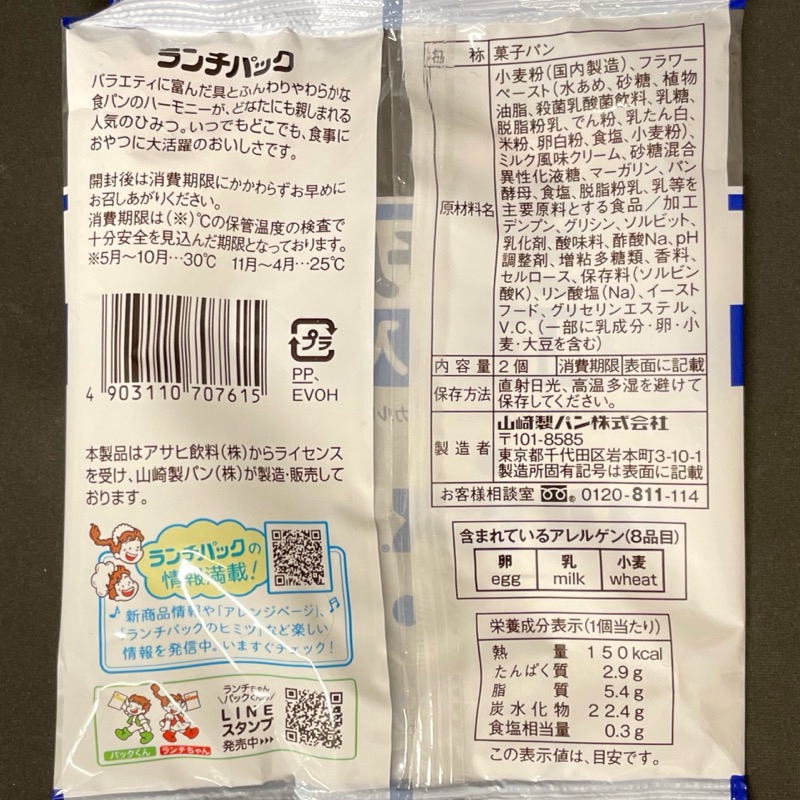 ランチパック
バラエティに富んだ具とふんわりやわらかな
食パンのハーモニーが、どなたにも親しまれる
人気のひみつ。いつでもどこでも、食事に
おやつに大活躍のおいしさです。
開封後は消費期限にかかわらずお早めに
お召しあがりください。
消費期限は(※)℃の保管温度の検査で
十分安全を見込んだ期限となっております。
※5月〜10月…30℃ 11月〜4月…25℃
4 903110 707615
プラ
PP、
EVOH
本製品はアサヒ飲料(株)からライセンス
を受け、山崎製パン(株)が製造・販売して
おります。
ランチパックの
情報満載!
♪新商品情報や「アレンジページ」、♬
「ランチパックのヒミツ」など楽しい
情報を発信中。いますぐチェック!
ランチちゃん
パックくんの
LINE
スタンプ
発売中▸▸▸
パックくん ランチちゃん
名称 菓子パン
原材料名
小麦粉(国内製造)、フラワー
ペースト(水あめ、砂糖、植物
油脂、殺菌乳酸菌飲料、乳糖、
脱脂粉乳、でん粉、乳たん白、
米粉、卵白粉、食塩、小麦粉)、
ミルク風味クリーム、砂糖混合
異性化液糖、マーガリン、パン
酵母、食塩、脱脂粉乳、乳等を
主要原料とする食品/加工
デンプン、グリシン、ソルビット、
乳化剤、酸味料、酢酸Na、pH
調整剤、増粘多糖類、香料、
セルロース、保存料(ソルビン
酸K)、リン酸塩(Na)、イースト
フード、グリセリンエステル、
V.C、(一部に乳成分・卵・小
麦・大豆を含む)
内容量 2個 消費期限 表面に記載
保存方法 直射日光、高温多湿を避けて
保存してください。
製造者 山崎製パン株式会社
〒101-8585
東京都千代田区岩本町3-10-1
製造所固有記号は表面に記載
お客様相談室 0120-811-114
含まれているアレルゲン(8品目)
卵 乳 小麦
egg milk wheat
栄養成分表示(1個当たり)
熱量 150kcal
たんぱく質 2.9g
脂質 5.4g
炭水化物 22.4g
食塩相当量 0.3g
この表示値は、目安です。